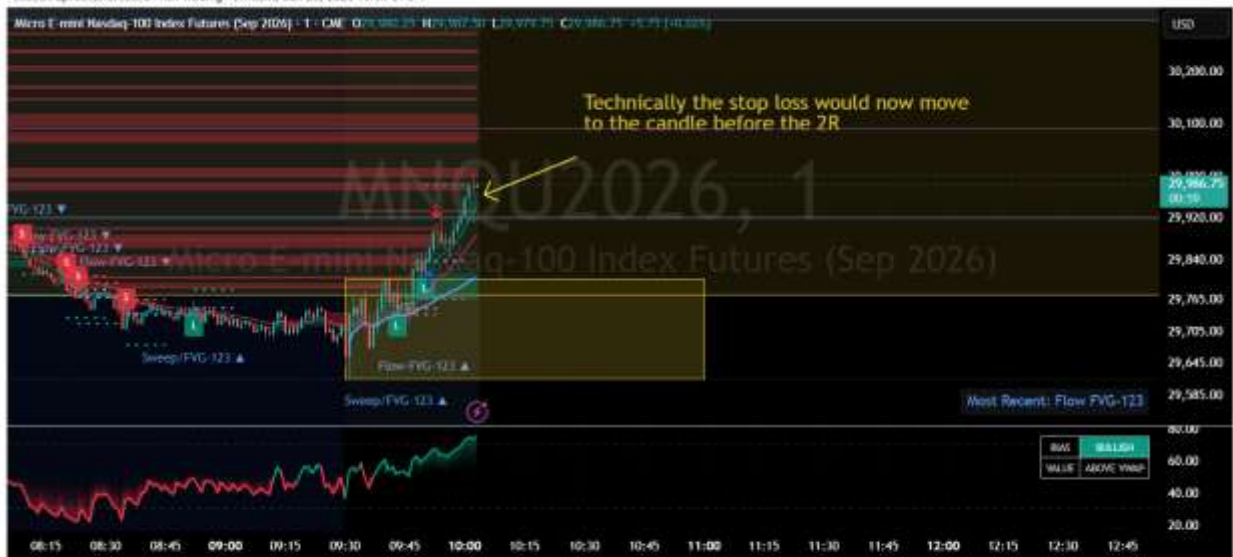 Micro E-mini Nasdaq-100 Index Futures (Sep 2026) · 1 · CME
USD
30,200.00
Technically the stop loss would now move
to the candle before the 2R
30,100.00
MNQU2026, 1
29,986.75
FVG-123 ▼
29,920.00
Flow-FVG-123 ▼
Micro E-mini Nasdaq-100 Index Futures (Sep 2026)
29,840.00
29,765.00
29,705.00
Sweep/FVG-123 ▲
Flow-FVG-123 ▲
29,645.00
Sweep/FVG-123 ▲
Most Recent: Flow FVG-123
29,585.00
80.00
BIAS BULLISH
VALUE ABOVE VWAP
60.00
40.00
20.00
08:15 08:30 08:45 09:00 09:15 09:30 09:45 10:00 10:15 10:30 10:45 11:00 11:15 11:30 11:45 12:00 12:15 12:30 12:45